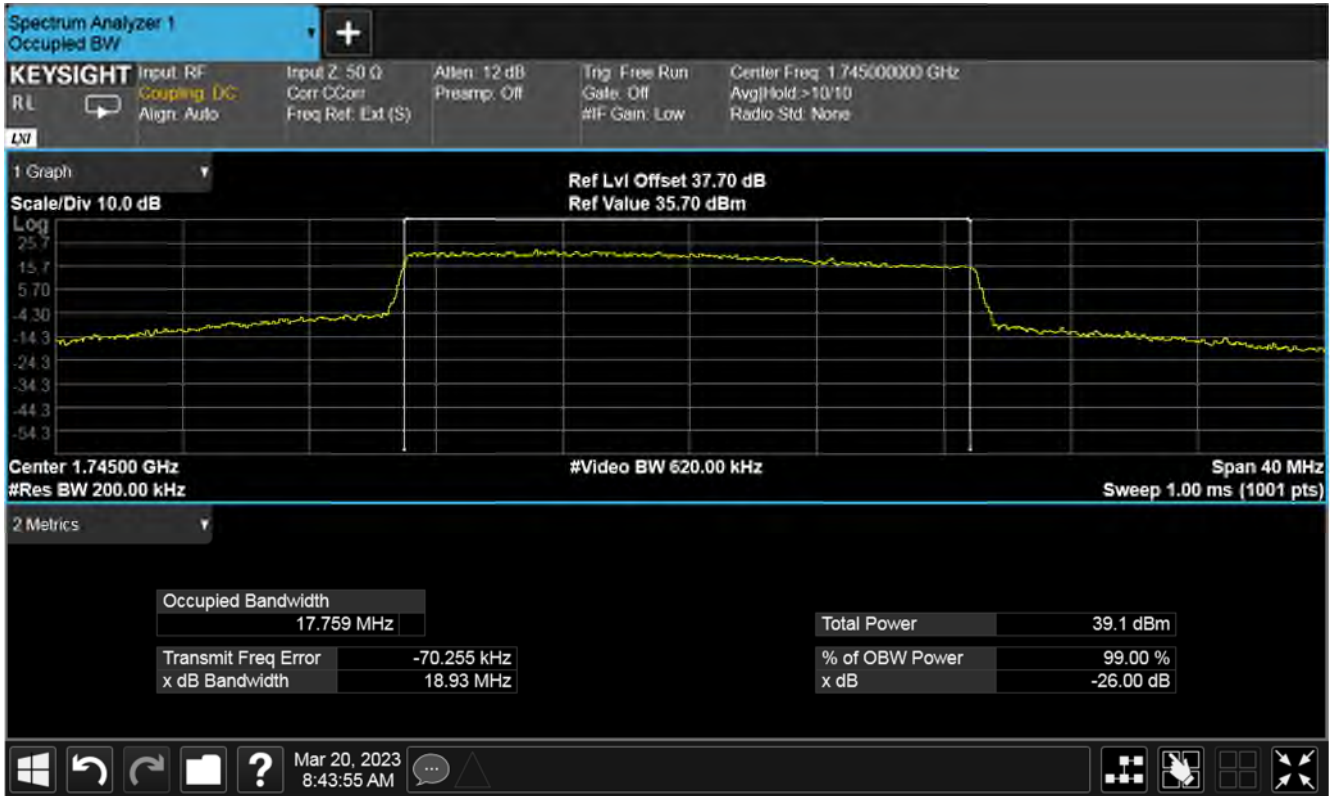 Spectrum Analyzer 1
Occupied BW
+
KEYSIGHT
RL
LXI
Input: RF
Coupling: DC
Align: Auto
Input Z: 50 Ω
Corr CCorr
Freq Ref: Ext (S)
Atten: 12 dB
Preamp: Off
Trig: Free Run
Gate: Off
#IF Gain: Low
Center Freq: 1.745000000 GHz
Avg|Hold:>10/10
Radio Std: None
1 Graph
Scale/Div 10.0 dB
Ref Lvl Offset 37.70 dB
Ref Value 35.70 dBm
Log
25.7
15.7
5.70
-4.30
-14.3
-24.3
-34.3
-44.3
-54.3
Center 1.74500 GHz
#Res BW 200.00 kHz
#Video BW 620.00 kHz
Span 40 MHz
Sweep 1.00 ms (1001 pts)
2 Metrics
Occupied Bandwidth
17.759 MHz
Transmit Freq Error -70.255 kHz
x dB Bandwidth 18.93 MHz
Total Power 39.1 dBm
% of OBW Power 99.00 %
x dB -26.00 dB
?
Mar 20, 2023
8:43:55 AM